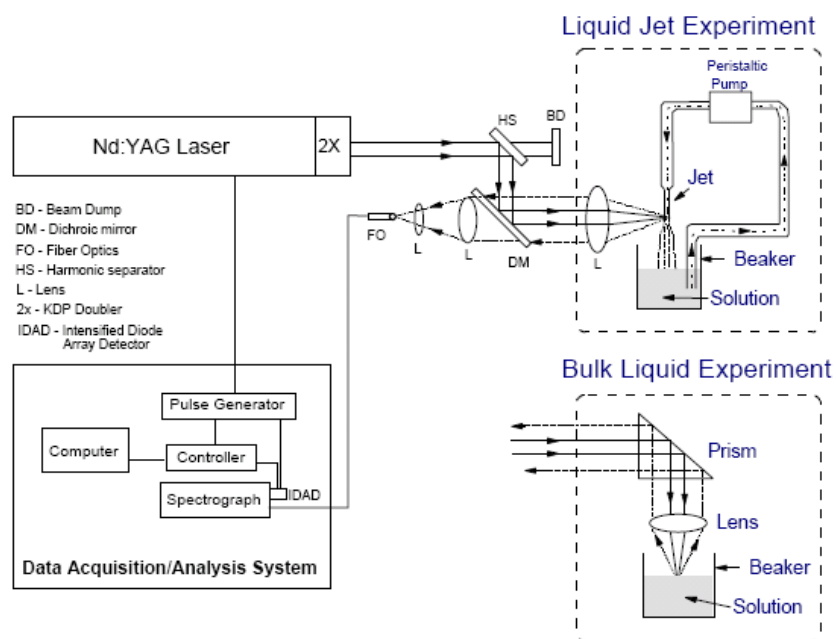 Liquid Jet Experiment
Peristaltic
Pump
HS
BD
Nd:YAG Laser
2X
Jet
BD - Beam Dump
DM - Dichroic mirror
FO - Fiber Optics
HS - Harmonic separator
L - Lens
2x - KDP Doubler
IDAD - Intensified Diode
Array Detector
FO
L
L
DM
L
Beaker
Solution
Bulk Liquid Experiment
Pulse Generator
Computer
Controller
Spectrograph
IDAD
Data Acquisition/Analysis System
Prism
Lens
Beaker
Solution